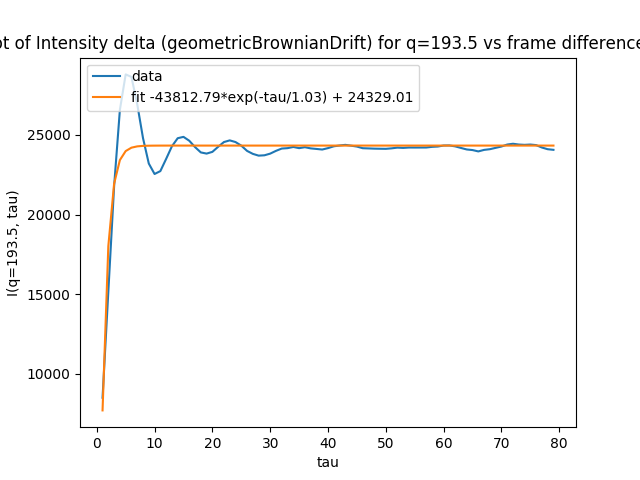 ot of Intensity delta (geometricBrownianDrift) for q=193.5 vs frame difference
data
fit -43812.79*exp(-tau/1.03) + 24329.01
I(q=193.5, tau)
25000
20000
15000
10000
0 10 20 30 40 50 60 70 80
tau